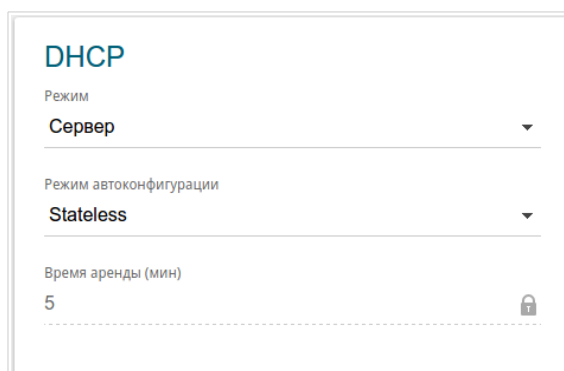 DHCP
Режим
Сервер
Режим автоконфигурации
Stateless
Время аренды (мин)
5